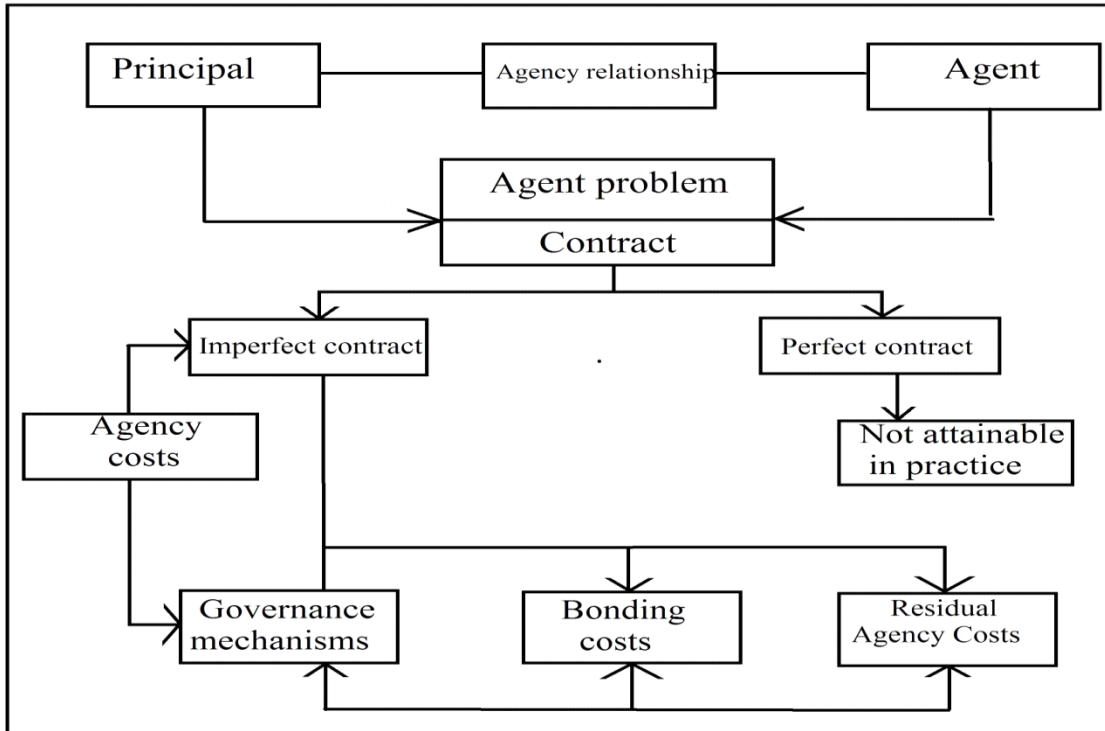 Principal
Agency relationship
Agent
Agent problem
Contract
Imperfect contract
Perfect contract
Agency
costs
Not attainable
in practice
Governance
mechanisms
Bonding
costs
Residual
Agency Costs